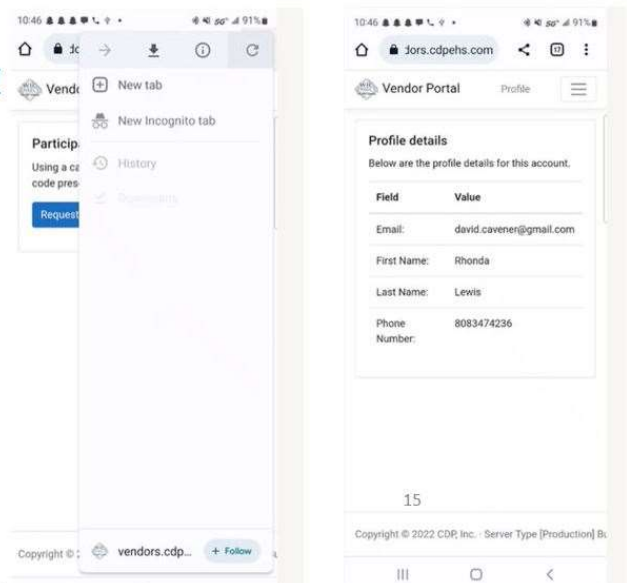 10:46
91%
New tab
New Incognito tab
History
Downloads
Vendo
Particip
Using a ca
code pres
Request
vendors.cdp... + Follow
Copyright ©
10:46
5G
91%
dors.cdpehs.com
17
Vendor Portal
Profile
Profile details
Below are the profile details for this account.
Field Value
Email: david.cavener@gmail.com
First Name: Rhonda
Last Name: Lewis
Phone 8083474236
Number:
15
Copyright © 2022 CDP, Inc. - Server Type [Production] Bu